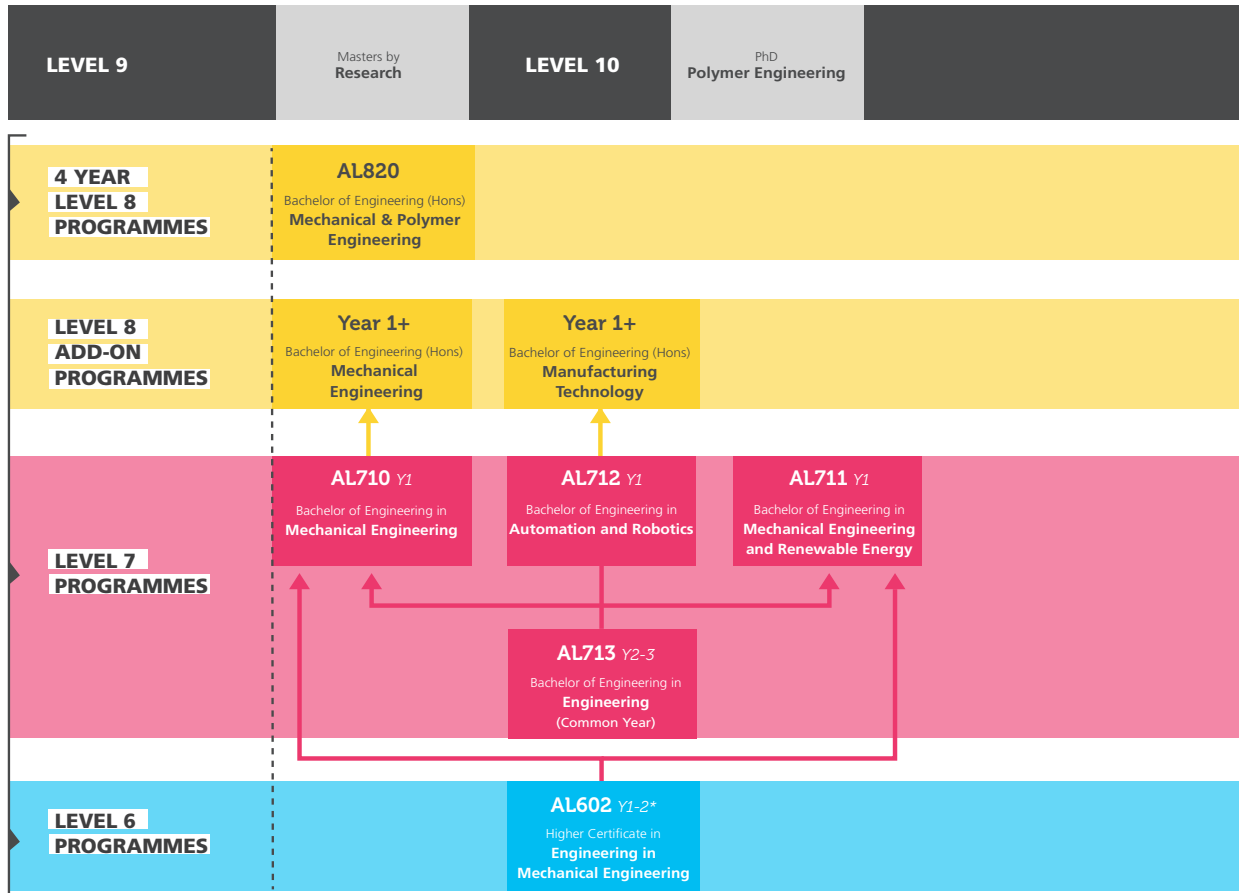 LEVEL 9
Masters by
Research
LEVEL 10
PhD
Polymer Engineering
4 YEAR
LEVEL 8
PROGRAMMES
AL820
Bachelor of Engineering (Hons)
Mechanical & Polymer
Engineering
LEVEL 8
ADD-ON
PROGRAMMES
Year 1+
Bachelor of Engineering (Hons)
Mechanical
Engineering
Year 1+
Bachelor of Engineering (Hons)
Manufacturing
Technology
LEVEL 7
PROGRAMMES
AL710 Y1
Bachelor of Engineering in
Mechanical Engineering
AL712 Y1
Bachelor of Engineering in
Automation and Robotics
AL711 Y1
Bachelor of Engineering in
Mechanical Engineering
and Renewable Energy
AL713 Y2-3
Bachelor of Engineering in
Engineering
(Common Year)
LEVEL 6
PROGRAMMES
AL602 Y1-2*
Higher Certificate in
Engineering in
Mechanical Engineering